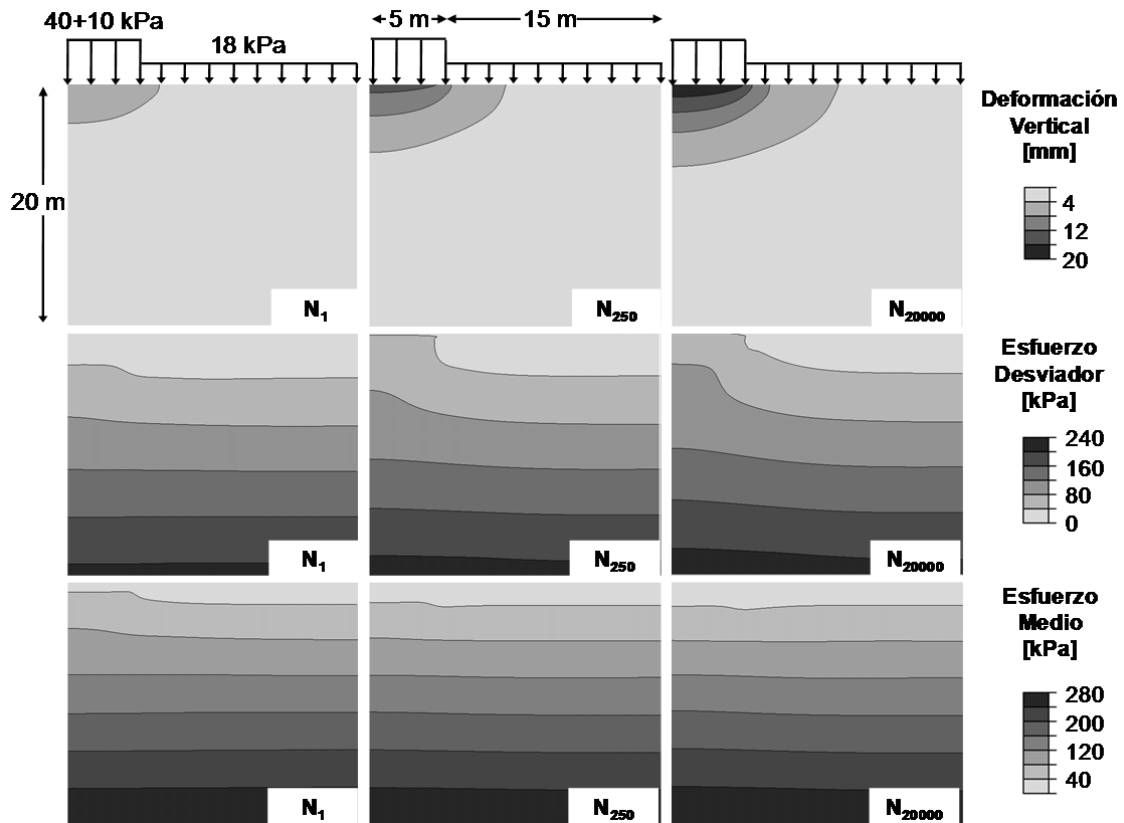 40+10 kPa
18 kPa
5 m
15 m
20 m
Deformación
Vertical
[mm]
4
12
20
N1
N250
N20000
Esfuerzo
Desviador
[kPa]
240
160
80
0
N1
N250
N20000
Esfuerzo
Medio
[kPa]
280
200
120
40
N1
N250
N20000